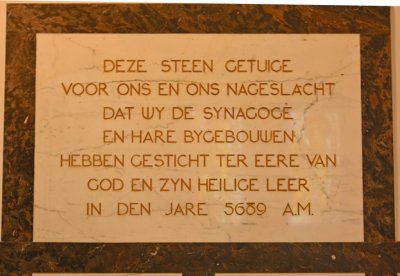 DEZE STEEN GETUIGE
VOOR ONS EN ONS NAGESLACHT
DAT WY DE SYNAGOGE
EN HARE BYGEBOUWEN
HEBBEN GESTICHT TER EERE VAN
GOD EN ZYN HEILIGE LEER
IN DEN JARE 5689 A.M.